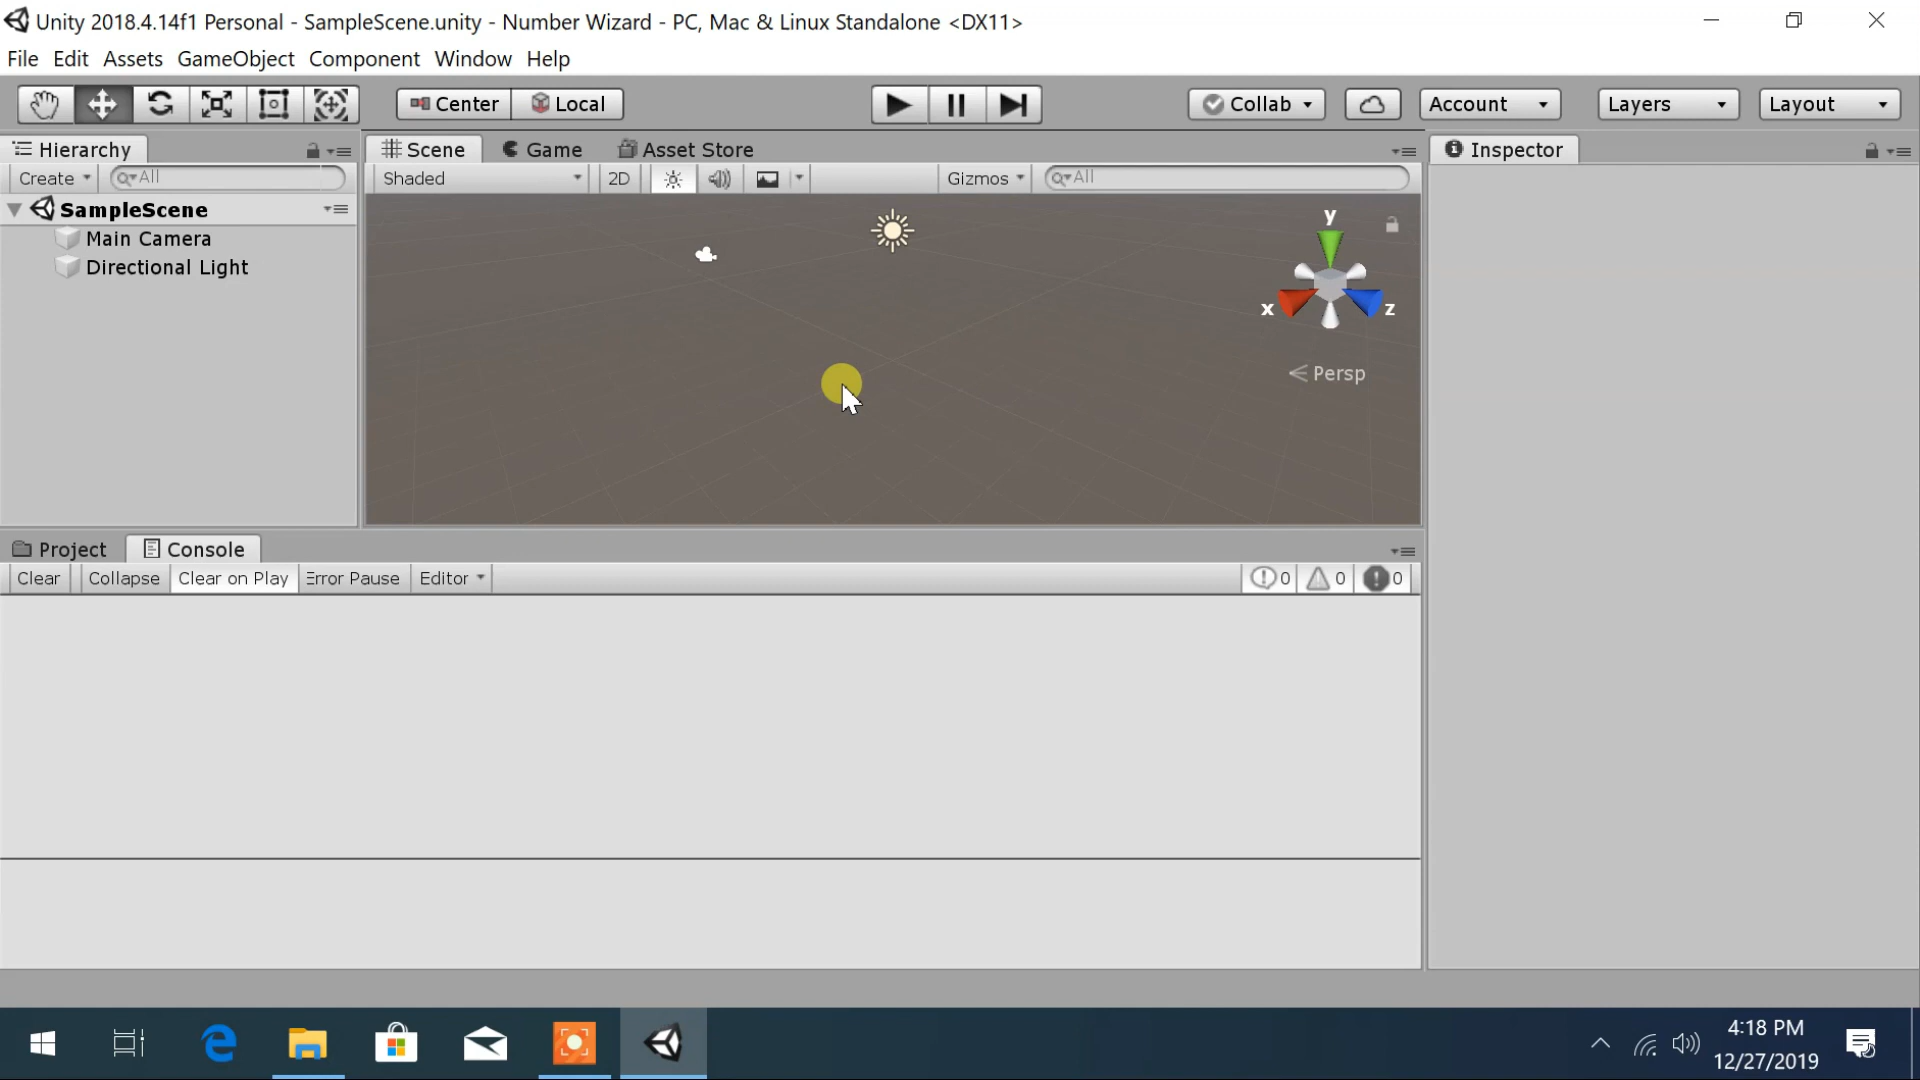 Unity 2018.4.14f1 Personal - SampleScene.unity - Number Wizard - PC, Mac & Linux Standalone <DX11>
File Edit Assets GameObject Component Window Help
Center Local Collab Account Layers Layout
Hierarchy Scene Game Asset Store Inspector
Create All Shaded 2D Gizmos All
SampleScene
Main Camera
Directional Light
y
x z
Persp
Project Console
Clear Collapse Clear on Play Error Pause Editor 0 0 0
4:18 PM
12/27/2019